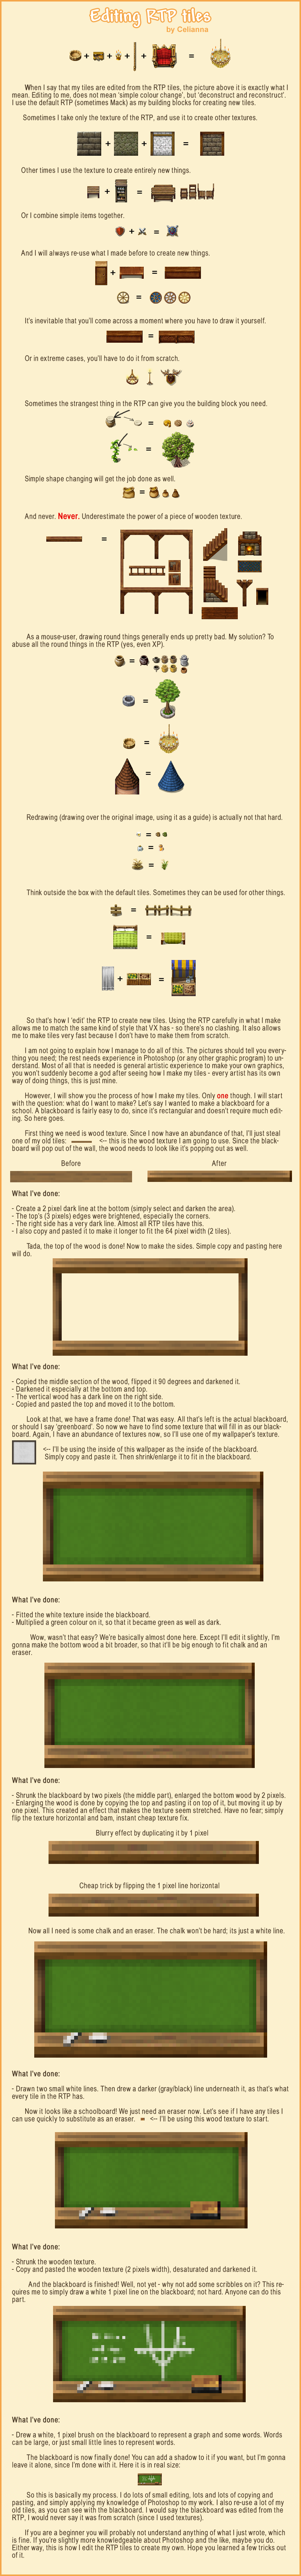 Editing RTP tiles
by Celianna
When I say that my tiles are edited from the RTP tiles, the picture above it is exactly what I
mean. Editing to me, does not mean 'simple colour change', but 'deconstruct and reconstruct'.
I use the default RTP (sometimes Mack) as my building blocks for creating new tiles.
Sometimes I take only the texture of the RTP, and use it to create other textures.
Other times I use the texture to create entirely new things.
Or I combine simple items together.
And I will always re-use what I made before to create new things.
It's inevitable that you'll come across a moment where you have to draw it yourself.
Or in extreme cases, you'll have to do it from scratch.
Sometimes the strangest thing in the RTP can give you the building block you need.
Simple shape changing will get the job done as well.
And never. Never. Underestimate the power of a piece of wooden texture.
As a mouse-user, drawing round things generally ends up pretty bad. My solution? To
abuse all the round things in the RTP (yes, even XP).
Redrawing (drawing over the original image, using it as a guide) is actually not that hard.
Think outside the box with the default tiles. Sometimes they can be used for other things.
So that's how I 'edit' the RTP to create new tiles. Using the RTP carefully in what I make
allows me to match the same kind of style that VX has - so there's no clashing. It also allows
me to make tiles very fast because I don't have to make them from scratch.
I am not going to explain how I manage to do all of this. The pictures should tell you every-
thing you need; the rest needs experience in Photoshop (or any other graphic program) to un-
derstand. Most of all that is needed is general artistic experience to make your own graphics,
you won't suddenly become a god after seeing how I make my tiles - every artist has its own
way of doing things, this is just mine.
However, I will show you the process of how I make my tiles. Only one though. I will start
with the question: what do I want to make? Let's say I wanted to make a blackboard for a
school. A blackboard is fairly easy to do, simple rectangular shape, don't require much edit-
ing. So here goes.
First thing we need is wood texture. Since I now have an abundance of that, I'll just steal
one of my old tiles: <-- this is the wood texture I am going to use. Since the black-
board will pop out of the wall, the wood needs to look like it's popping out as well.
Before
After
What I've done:
- Create a 2 pixel dark line at the bottom (simply select and darken the area).
- The top's (3 pixels) edges were brightened, especially the corners.
- The right side has a very dark line. Almost all RTP tiles have this.
- I also copy and pasted it to make it longer to fit the 64 pixel width (2 tiles).
Tada, the top of the wood is done! Now to make the sides. Simple copy and pasting here
will do.
What I've done:
- Copied the middle section of the wood, flipped it 90 degrees and darkened it.
- Darkened it especially at the bottom and top.
- The vertical wood has a dark line on the right side.
- Copied and pasted the top and moved it to the bottom.
Look at that, we have a frame done! That was easy. All that's left is the actual blackboard,
or should I say 'greenboard'. So now we have to find some texture that will fill in as our black-
board. Again, I have an abundance of textures now, so I'll use one of my wallpaper's texture.
<-- I'll be using the inside of this wallpaper as the inside of the blackboard.
Simply copy and paste it. Then shrink/enlarge it to fit in the blackboard.
What I've done:
- Fitted the white texture inside the blackboard.
- Multiplied a green colour on it, so that it became green as well as dark.
Wow, wasn't that easy? We're basically almost done here. Except I'll edit it slightly, I'm
gonna make the bottom wood a bit broader, so that it'll be big enough to fit chalk and an
eraser.
What I've done:
- Shrunk the blackboard by two pixels (the middle part), enlarged the bottom wood by 2 pixels.
- Enlarging the wood is done by copying the top and pasting it on top of it, but moving it up by
one pixel. This created an effect that makes the texture seem stretched. Have no fear; simply
flip the texture horizontal and bam, instant cheap texture fix.
Blurry effect by duplicating it by 1 pixel
Cheap trick by flipping the 1 pixel line horizontal
Now all I need is some chalk and an eraser. The chalk won't be hard; its just a white line.
What I've done:
- Drawn two small white lines. Then drew a darker (gray/black) line underneath it, as that's what
every tile in the RTP has.
Now it looks like a schoolboard! We just need an eraser now. Let's see if I have any tiles I
can use quickly to substitute as an eraser. <-- I'll be using this wood texture to start.
What I've done:
- Shrunk the wooden texture.
- Copy and pasted the wooden texture (2 pixels width), desaturated and darkened it.
And the blackboard is finished! Well, not yet - why not add some scribbles on it? This re-
quires me to simply draw a white 1 pixel line on the blackboard; not hard. Anyone can do this
part.
What I've done:
- Drew a white, 1 pixel brush on the blackboard to represent a graph and some words. Words
can be large, or just small little lines to represent words.
The blackboard is now finally done! You can add a shadow to it if you want, but I'm gonna
leave it alone, since I'm done with it. Here it is in real size:
So this is basically my process. I do lots of small editing, lots and lots of copying and
pasting, and simply applying my knowledge of Photoshop to my work. I also re-use a lot of my
old tiles, as you can see with the blackboard. I would say the blackboard was edited from the
RTP, I would never say it was from scratch (since I used textures).
If you are a beginner you will probably not understand anything of what I just wrote, which
is fine. If you're slightly more knowledgeable about Photoshop and the like, maybe you do.
Either way, this is how I edit the RTP tiles to create my own. Hope you learned a few tricks out
of it.